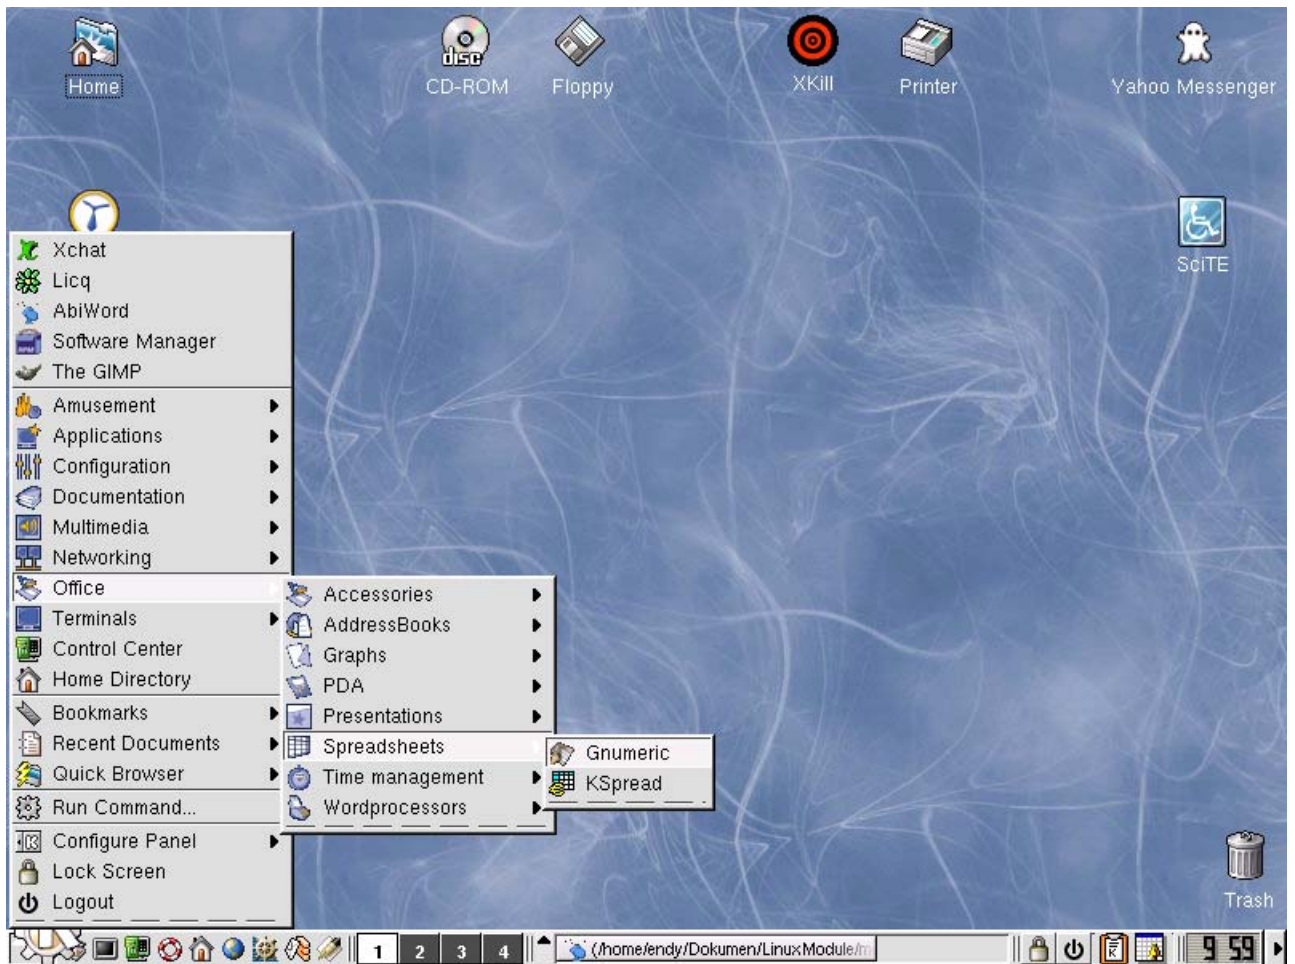 Home
CD-ROM
disc
Floppy
XKill
Printer
Yahoo Messenger
SciTE
Xchat
Licq
AbiWord
Software Manager
The GIMP
Amusement
Applications
Configuration
Documentation
Multimedia
Networking
Office
Terminals
Control Center
Home Directory
Bookmarks
Recent Documents
Quick Browser
Run Command...
Configure Panel
Lock Screen
Logout
Accessories
AddressBooks
Graphs
PDA
Presentations
Spreadsheets
Time management
Wordprocessors
Gnumeric
KSpread
Trash
1 2 3 4 (/home/endy/Dokumen/LinuxModule/m 9 59